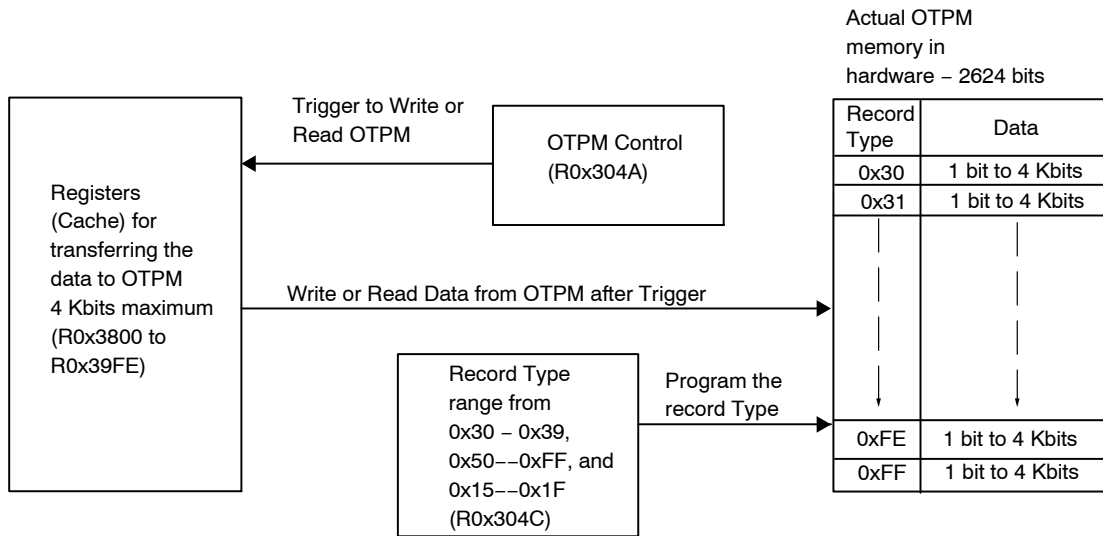 Actual OTPM
memory in
hardware – 2624 bits
Trigger to Write or
Read OTPM
OTPM Control
(R0x304A)
Registers
(Cache) for
transferring the
data to OTPM
4 Kbits maximum
(R0x3800 to
R0x39FE)
Write or Read Data from OTPM after Trigger
Record Type
range from
0x30 – 0x39,
0x50––0xFF, and
0x15––0x1F
(R0x304C)
Program the
record Type
Record
Type
Data
0x30 1 bit to 4 Kbits
0x31 1 bit to 4 Kbits
0xFE 1 bit to 4 Kbits
0xFF 1 bit to 4 Kbits